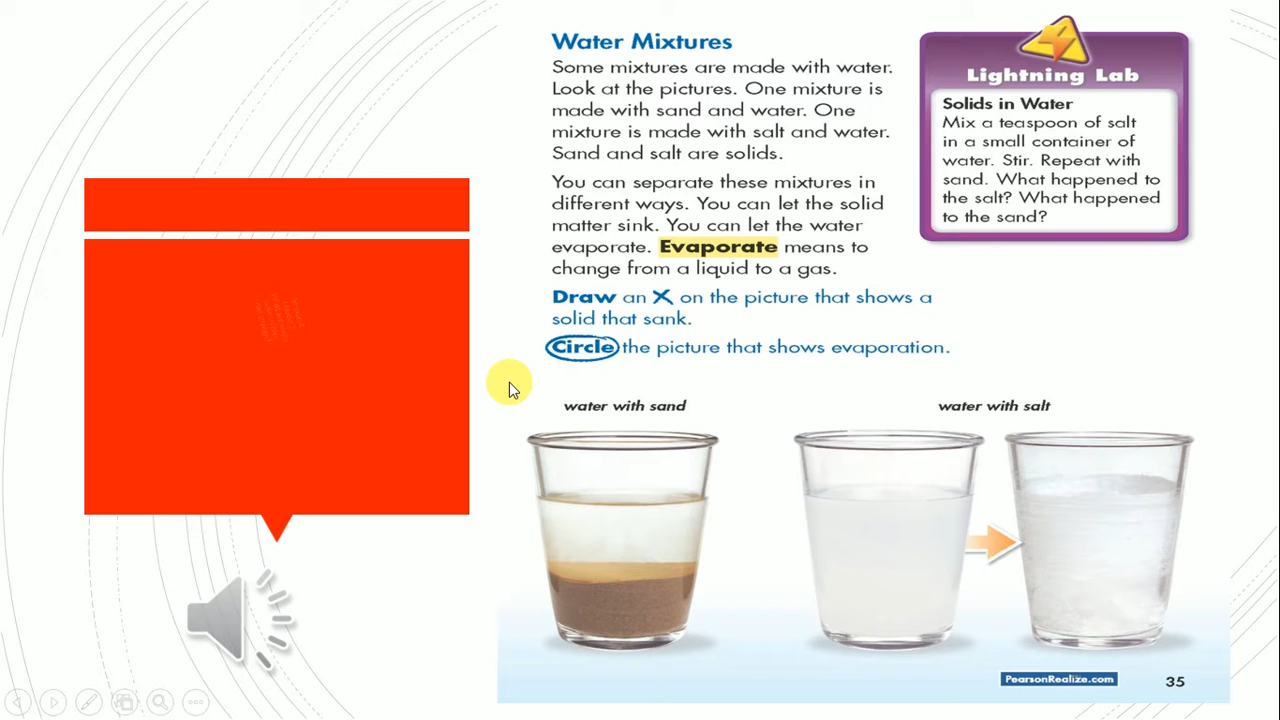 Water Mixtures
Some mixtures are made with water.
Look at the pictures. One mixture is
made with sand and water. One
mixture is made with salt and water.
Sand and salt are solids.
You can separate these mixtures in
different ways. You can let the solid
matter sink. You can let the water
evaporate. Evaporate means to
change from a liquid to a gas.
Draw an X on the picture that shows a
solid that sank.
Circle the picture that shows evaporation.
Lightning Lab
Solids in Water
Mix a teaspoon of salt
in a small container of
water. Stir. Repeat with
sand. What happened to
the salt? What happened
to the sand?
water with sand
water with salt
PearsonRealize.com
35